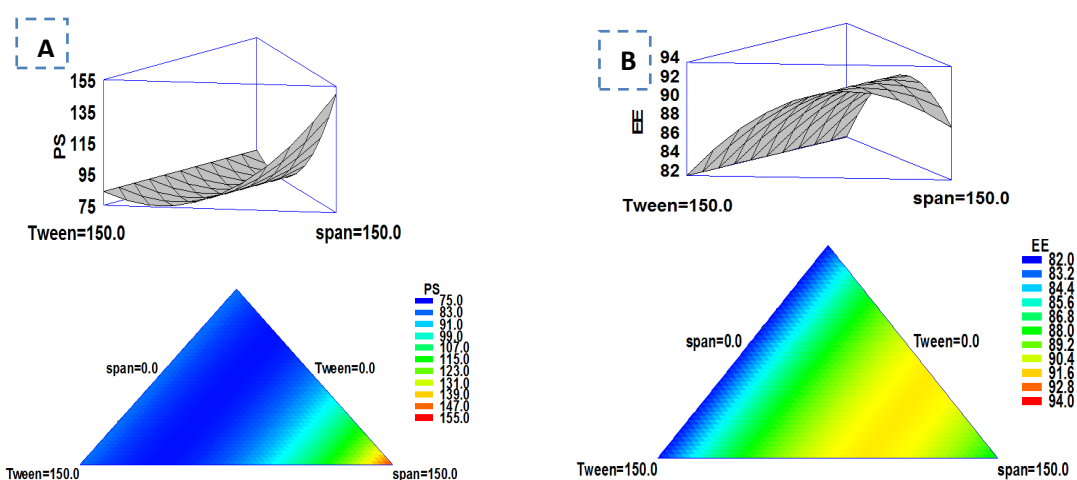 A
155
135
115
95
75
PS
Tween=150.0
span=150.0
PS
75.0
83.0
91.0
99.0
107.0
115.0
123.0
131.0
139.0
147.0
155.0
span=0.0
Tween=0.0
Tween=150.0
span=150.0
B
94
92
90
88
86
84
82
EE
Tween=150.0
span=150.0
EE
82.0
83.2
84.4
85.6
86.8
88.0
89.2
90.4
91.6
92.8
94.0
span=0.0
Tween=0.0
Tween=150.0
span=150.0